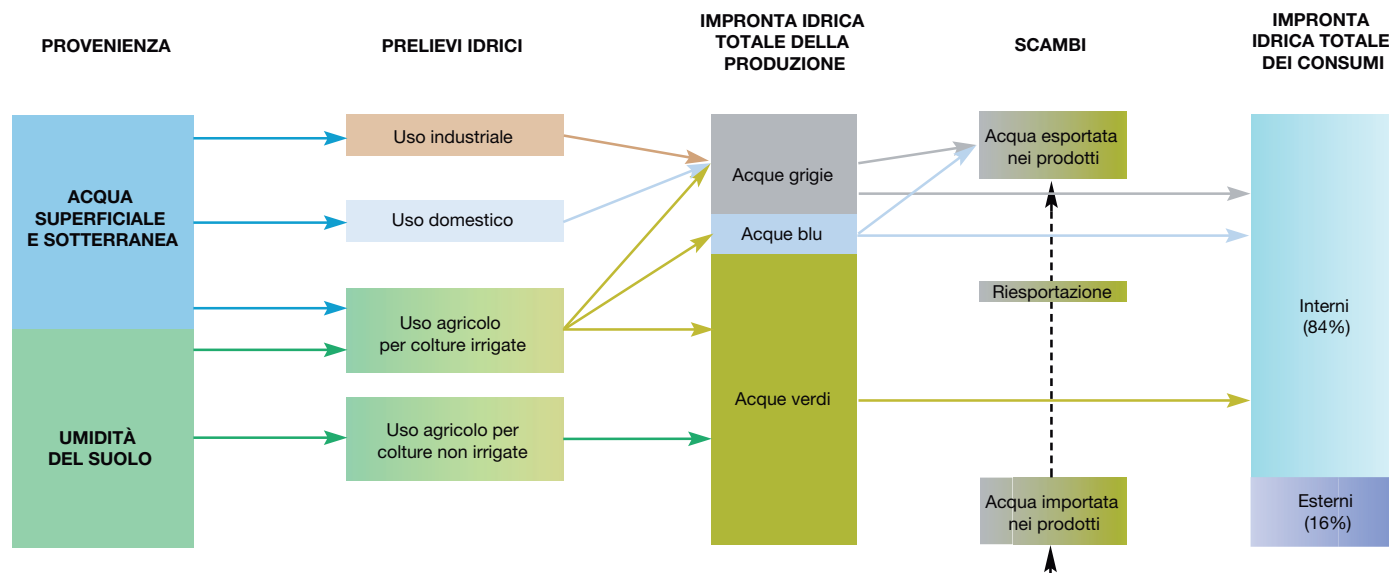 PROVENIENZA
PRELIEVI IDRICI
IMPRONTA IDRICA
TOTALE DELLA
PRODUZIONE
SCAMBI
IMPRONTA
IDRICA TOTALE
DEI CONSUMI
ACQUA
SUPERFICIALE
E SOTTERRANEA
UMIDITÀ
DEL SUOLO
Uso industriale
Uso domestico
Uso agricolo
per colture irrigate
Uso agricolo per
colture non irrigate
Acque grigie
Acque blu
Acque verdi
Acqua esportata
nei prodotti
Riesportazione
Acqua importata
nei prodotti
Interni
(84%)
Esterni
(16%)